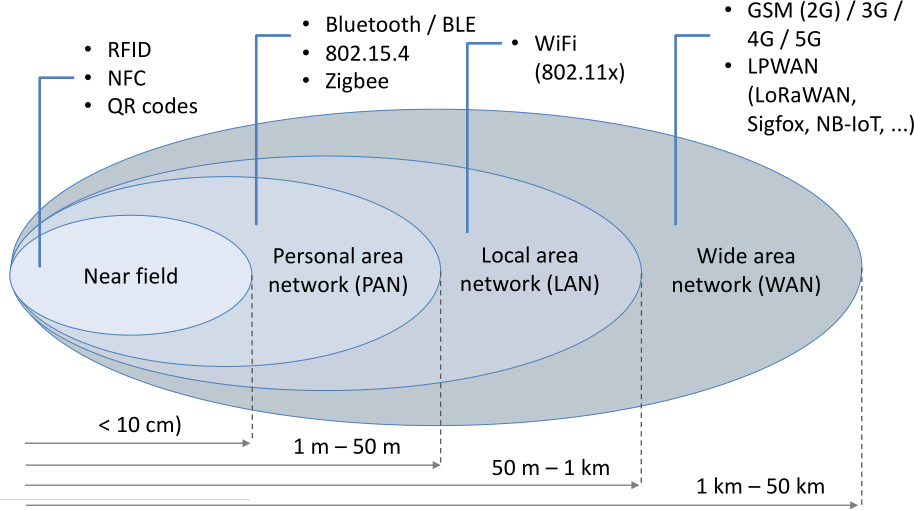 • RFID
• NFC
• QR codes
• Bluetooth / BLE
• 802.15.4
• Zigbee
• WiFi
(802.11x)
• GSM (2G) / 3G /
4G / 5G
• LPWAN
(LoRaWAN,
Sigfox, NB-IoT, ...)
Near field
Personal area
network (PAN)
Local area
network (LAN)
Wide area
network (WAN)
< 10 cm)
1 m – 50 m
50 m – 1 km
1 km – 50 km